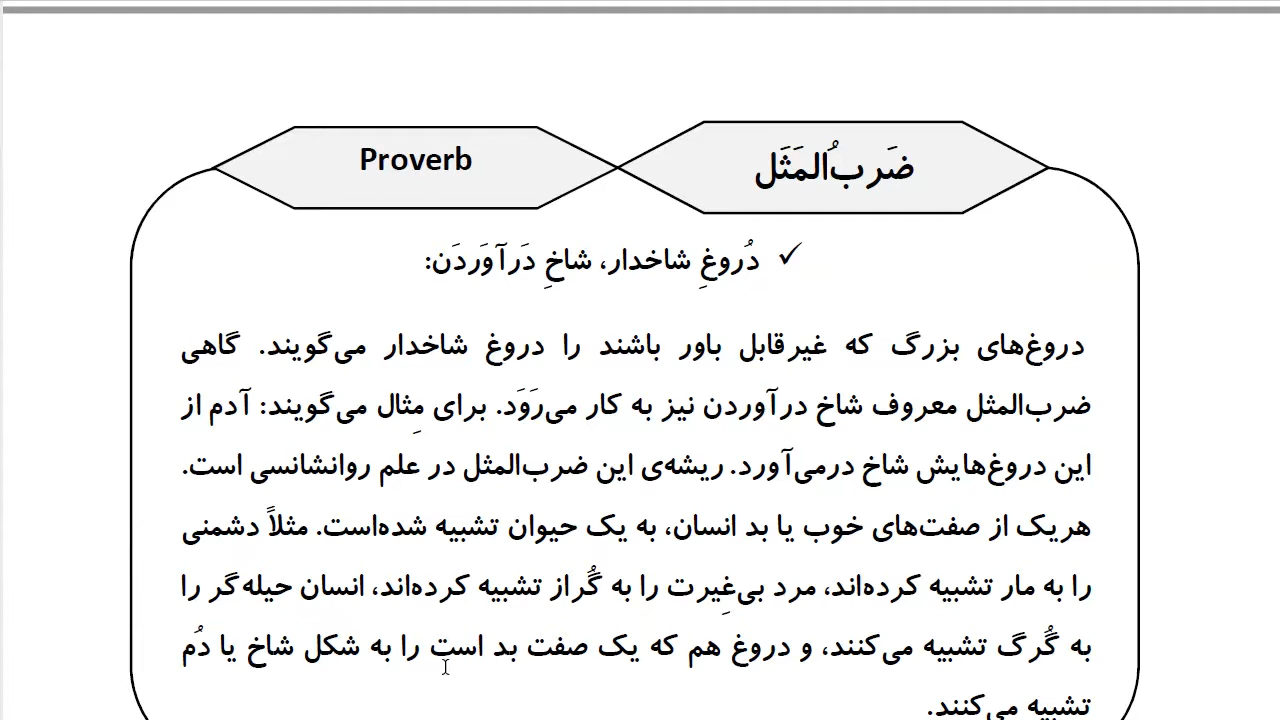 ضَربُ‌المَثَل
Proverb
✓ دُروغِ شاخدار، شاخِ دَرآوَردَن:
دروغ‌های بزرگ که غیرقابل باور باشند را دروغ شاخدار می‌گویند. گاهی
ضرب‌المثل معروف شاخ درآوردن نیز به کار می‌رَوَد. برای مِثال می‌گویند: آدم از
این دروغ‌هایش شاخ درمی‌آورد. ریشه‌ی این ضرب‌المثل در علم روانشانسی است.
هریک از صفت‌های خوب یا بد انسان، به یک حیوان تشبیه شده‌است. مثلاً دشمنی
را به مار تشبیه کرده‌اند، مرد بی‌غِیرت را به گُراز تشبیه کرده‌اند، انسان حیله‌گر را
به گُرگ تشبیه می‌کنند، و دروغ هم که یک صفت بد است را به شکل شاخ یا دُم
تشبیه می‌کنند.